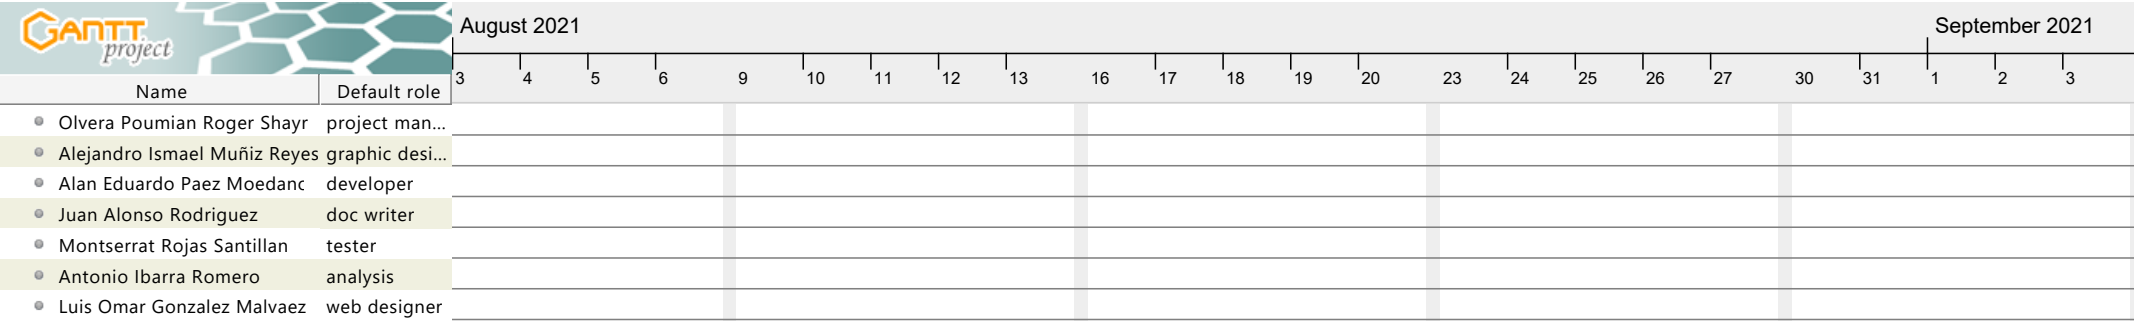 GANTT
project
August 2021 September 2021
3 4 5 6 9 10 11 12 13 16 17 18 19 20 23 24 25 26 27 30 31 1 2 3
Name Default role
Olvera Poumian Roger Shayr project man...
Alejandro Ismael Muñiz Reyes graphic desi...
Alan Eduardo Paez Moedanc developer
Juan Alonso Rodriguez doc writer
Montserrat Rojas Santillan tester
Antonio Ibarra Romero analysis
Luis Omar Gonzalez Malvaez web designer